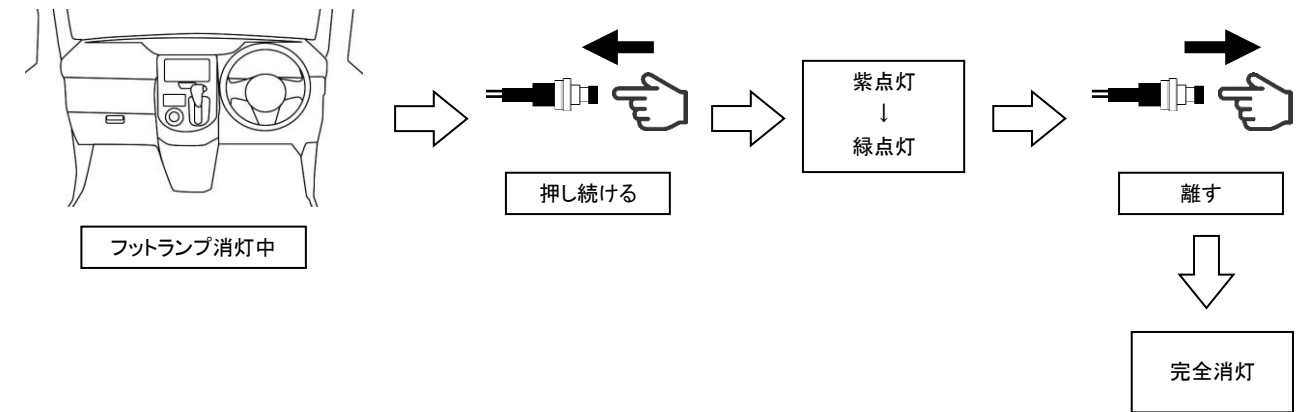 フットランプ消灯中
押し続ける
紫点灯
↓
緑点灯
離す
完全消灯